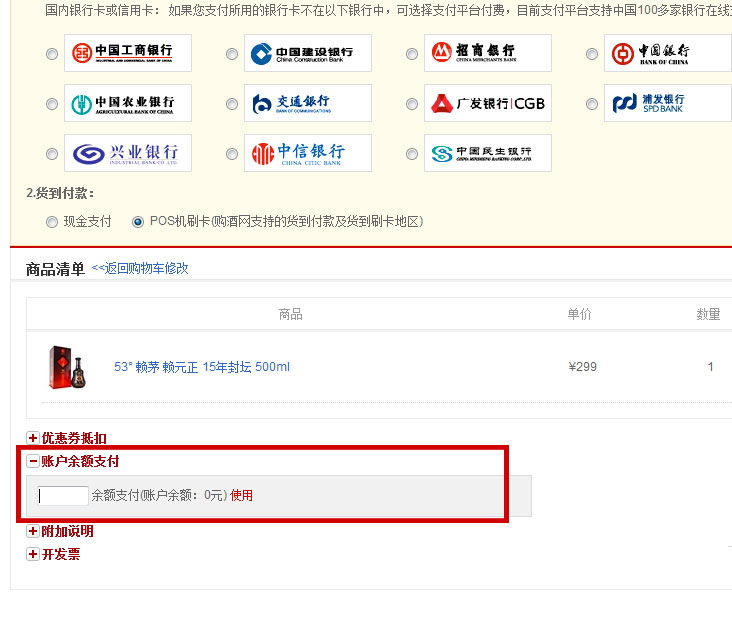 国内银行卡或信用卡： 如果您支付所用的银行卡不在以下银行中，可选择支付平台付费，目前支付平台支持中国100多家银行在线支
中国工商银行 INDUSTRIAL AND COMMERCIAL BANK OF CHINA
中国建设银行 China Construction Bank
招商银行 CHINA MERCHANTS BANK
中国银行 BANK OF CHINA
中国农业银行 AGRICULTURAL BANK OF CHINA
交通银行 BANK OF COMMUNICATIONS
广发银行|CGB
浦发银行 SPD BANK
兴业银行 INDUSTRIAL BANK CO.,LTD.
中信银行 CHINA CITIC BANK
中国民生银行 CHINA MINSHENG BANKING CORP.,LTD.
2.货到付款：
现金支付 POS机刷卡(购酒网支持的货到付款及货到刷卡地区)
商品清单 <<返回购物车修改
商品 单价 数量
53° 赖茅 赖元正 15年封坛 500ml ¥299 1
优惠券抵扣
账户余额支付
余额支付(账户余额：0元) 使用
附加说明
开发票